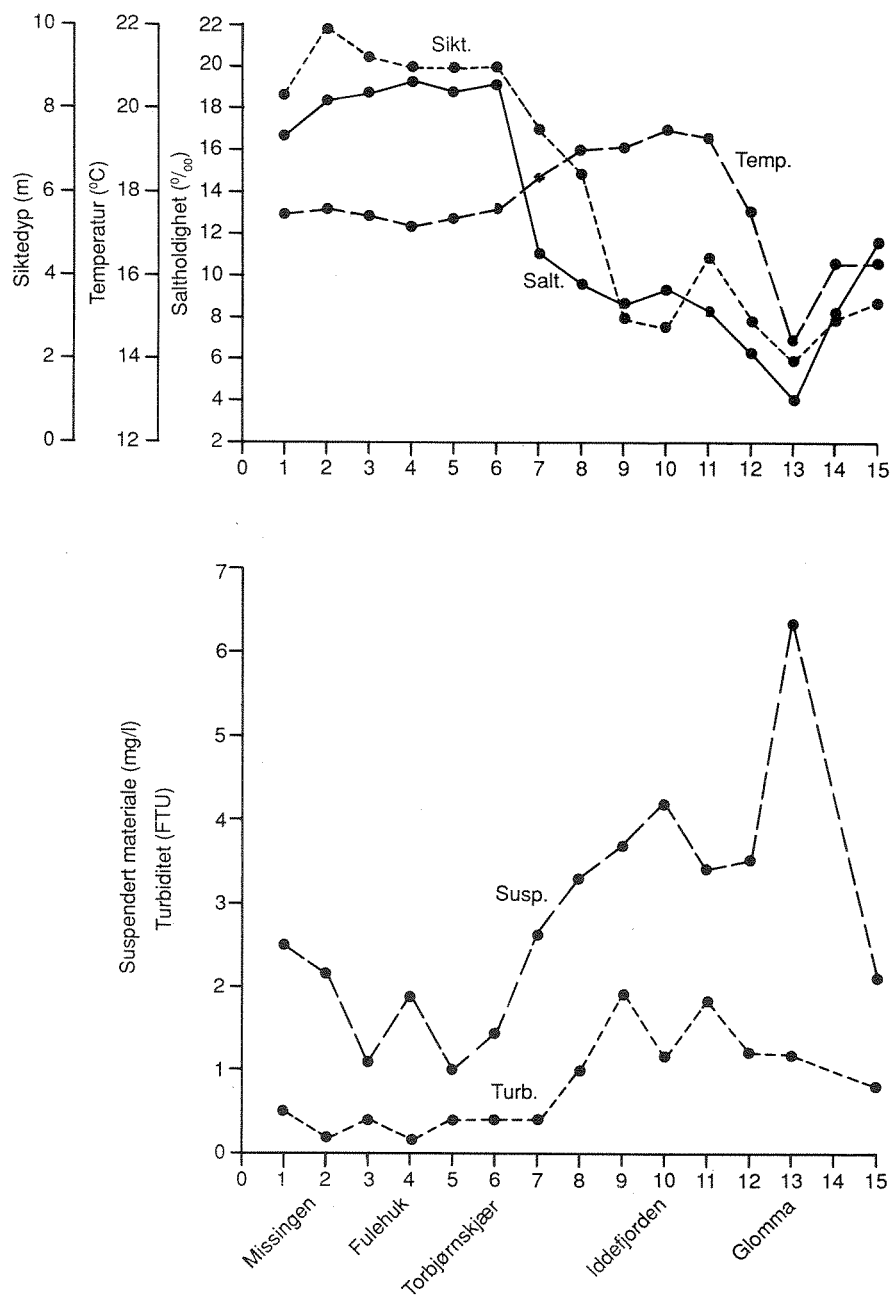 Siktedyp (m)
10
8
6
4
2
0
Temperatur (°C)
22
20
18
16
14
12
Saltholdighet (‰)
22
20
18
16
14
12
10
8
6
4
2
Sikt.
Temp.
Salt.
0 1 2 3 4 5 6 7 8 9 10 11 12 13 14 15
Suspendert materiale (mg/l)
Turbiditet (FTU)
7
6
5
4
3
2
1
0
Susp.
Turb.
0 1 2 3 4 5 6 7 8 9 10 11 12 13 14 15
Missingen
Fulehuk
Torbjørnskjær
Iddefjorden
Glomma